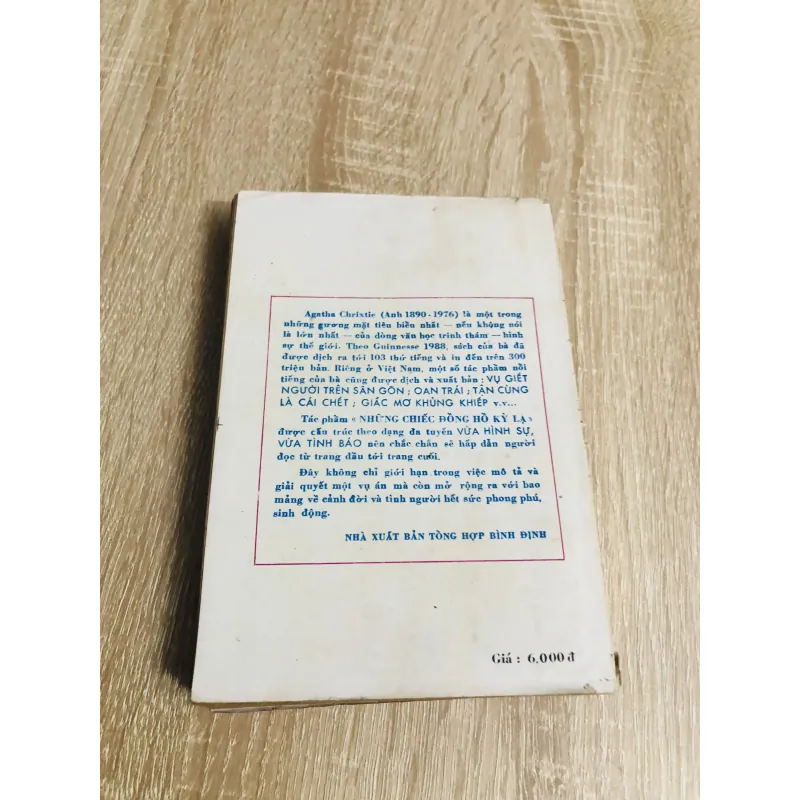 Agatha Christie (Anh 1890-1976) là một trong
những gương mặt tiêu biểu nhất — nếu không nói
là lớn nhất — của dòng văn học trinh thám — hình
sự thế giới. Theo Guinnesse 1988, sách của bà đã
được dịch ra tới 103 thứ tiếng và in đến trên 300
triệu bản. Riêng ở Việt Nam, một số tác phẩm nổi
tiếng của bà cũng được dịch và xuất bản : VỤ GIẾT
NGƯỜI TRÊN SÂN GÔN ; OAN TRÁI ; TẬN CÙNG
LÀ CÁI CHẾT ; GIẤC MƠ KHỦNG KHIẾP v.v...
Tác phẩm « NHỮNG CHIẾC ĐỒNG HỒ KỲ LẠ»
được cấu trúc theo dạng đa tuyến VỪA HÌNH SỰ,
VỪA TÌNH BÁO nên chắc chắn sẽ hấp dẫn người
đọc từ trang đầu tới trang cuối.
Đây không chỉ giới hạn trong việc mô tả và
giải quyết một vụ án mà còn mở rộng ra với bao
mảng về cảnh đời và tình người hết sức phong phú,
sinh động.
NHÀ XUẤT BẢN TỔNG HỢP BÌNH ĐỊNH
Giá : 6.000đ